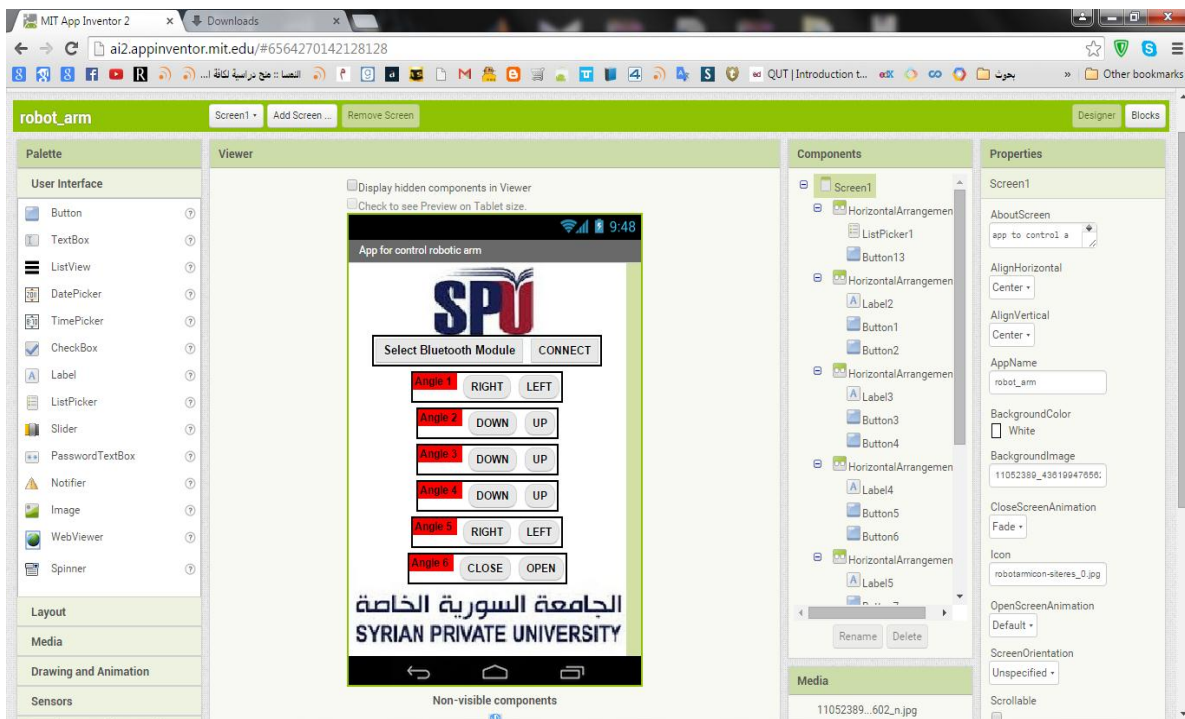 MIT App Inventor 2
Downloads
ai2.appinventor.mit.edu/#6564270142128128
النمسا :: منح دراسية لكافة ا...
QUT | Introduction t...
بحوث
Other bookmarks
robot_arm
Screen1
Add Screen ...
Remove Screen
Designer
Blocks
Palette
User Interface
Button
TextBox
ListView
DatePicker
TimePicker
CheckBox
Label
ListPicker
Slider
PasswordTextBox
Notifier
Image
WebViewer
Spinner
Layout
Media
Drawing and Animation
Sensors
Viewer
Display hidden components in Viewer
Check to see Preview on Tablet size.
9:48
App for control robotic arm
SPU
Select Bluetooth Module CONNECT
Angle 1 RIGHT LEFT
Angle 2 DOWN UP
Angle 3 DOWN UP
Angle 4 DOWN UP
Angle 5 RIGHT LEFT
Angle 6 CLOSE OPEN
الجامعة السورية الخاصة
SYRIAN PRIVATE UNIVERSITY
Non-visible components
Components
Screen1
HorizontalArrangemen
ListPicker1
Button13
HorizontalArrangemen
Label2
Button1
Button2
HorizontalArrangemen
Label3
Button3
Button4
HorizontalArrangemen
Label4
Button5
Button6
HorizontalArrangemen
Label5
Rename
Delete
Media
11052389...602_n.jpg
Properties
Screen1
AboutScreen
app to control a
AlignHorizontal
Center
AlignVertical
Center
AppName
robot_arm
BackgroundColor
White
BackgroundImage
CloseScreenAnimation
Fade
Icon
robotarmicon-siteres_0.jpg
OpenScreenAnimation
Default
ScreenOrientation
Unspecified
Scrollable